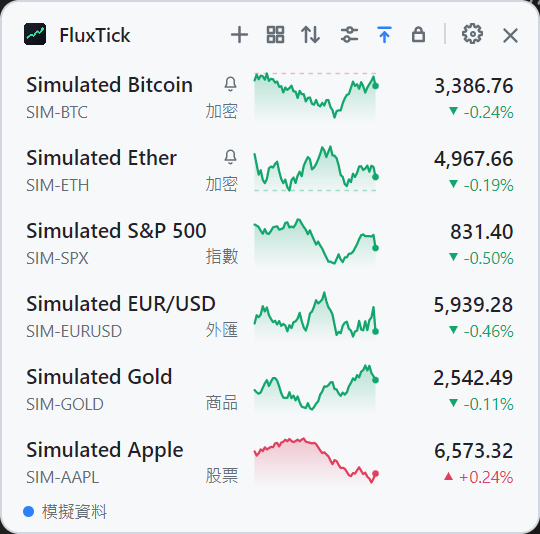 FluxTick
Simulated Bitcoin
3,386.76
SIM-BTC 加密 ▼ -0.24%
Simulated Ether
4,967.66
SIM-ETH 加密 ▼ -0.19%
Simulated S&P 500
831.40
SIM-SPX 指數 ▼ -0.50%
Simulated EUR/USD
5,939.28
SIM-EURUSD 外匯 ▼ -0.46%
Simulated Gold
2,542.49
SIM-GOLD 商品 ▼ -0.11%
Simulated Apple
6,573.32
SIM-AAPL 股票 ▲ +0.24%
模擬資料